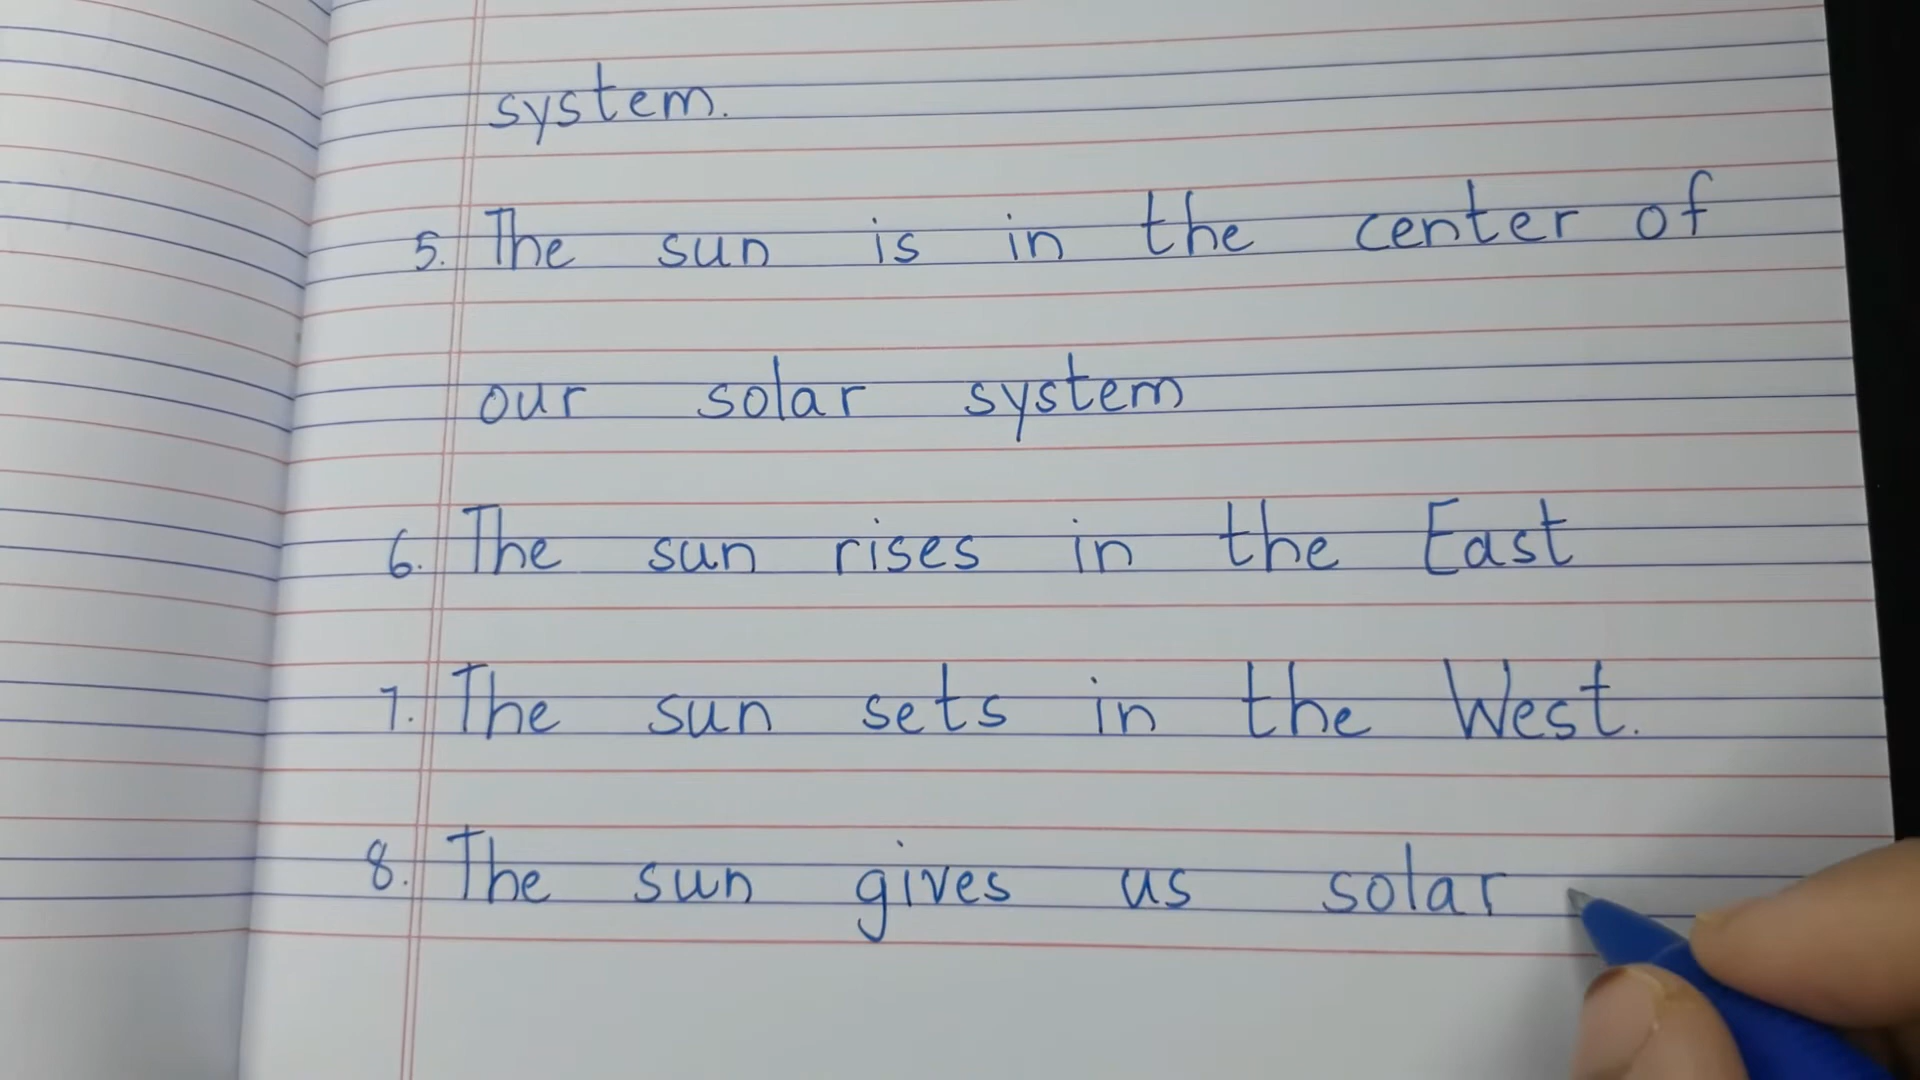 system.
5. The sun is in the center of
our solar system
6. The sun rises in the East
7. The sun sets in the West.
8. The sun gives us solar